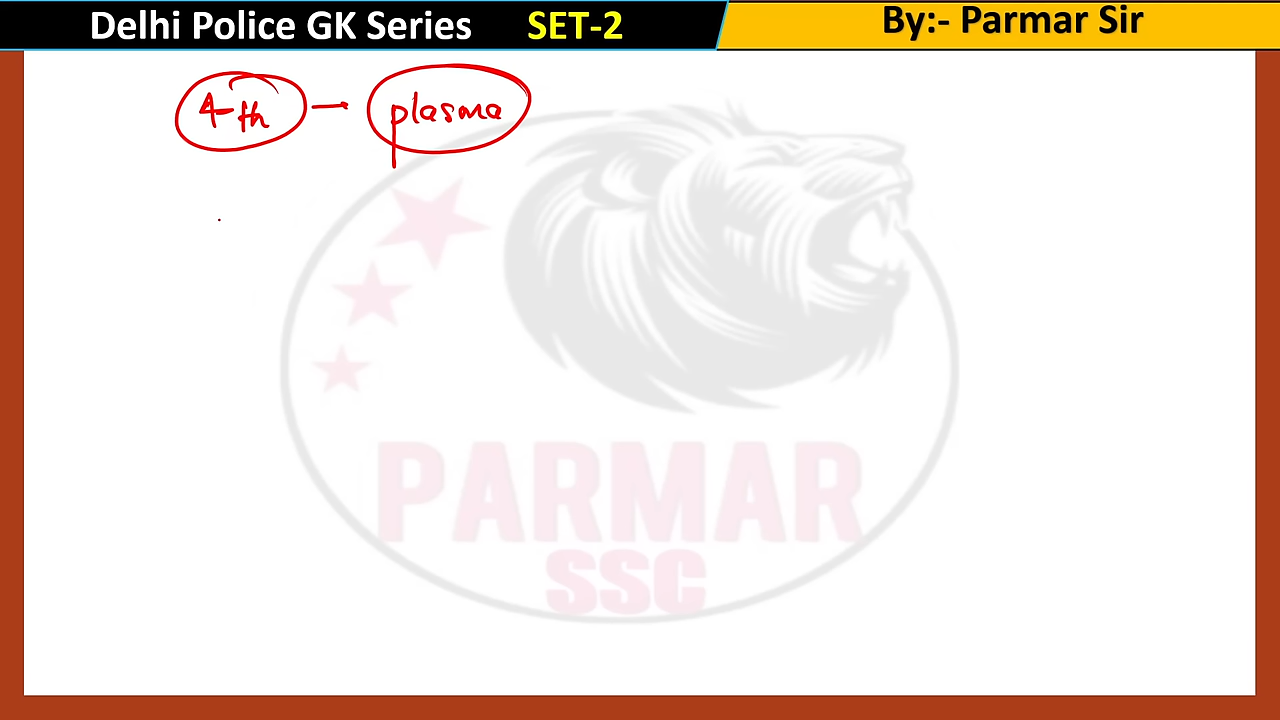 Delhi Police GK Series SET-2 By:- Parmar Sir
4th — plasma
PARMAR
SSC